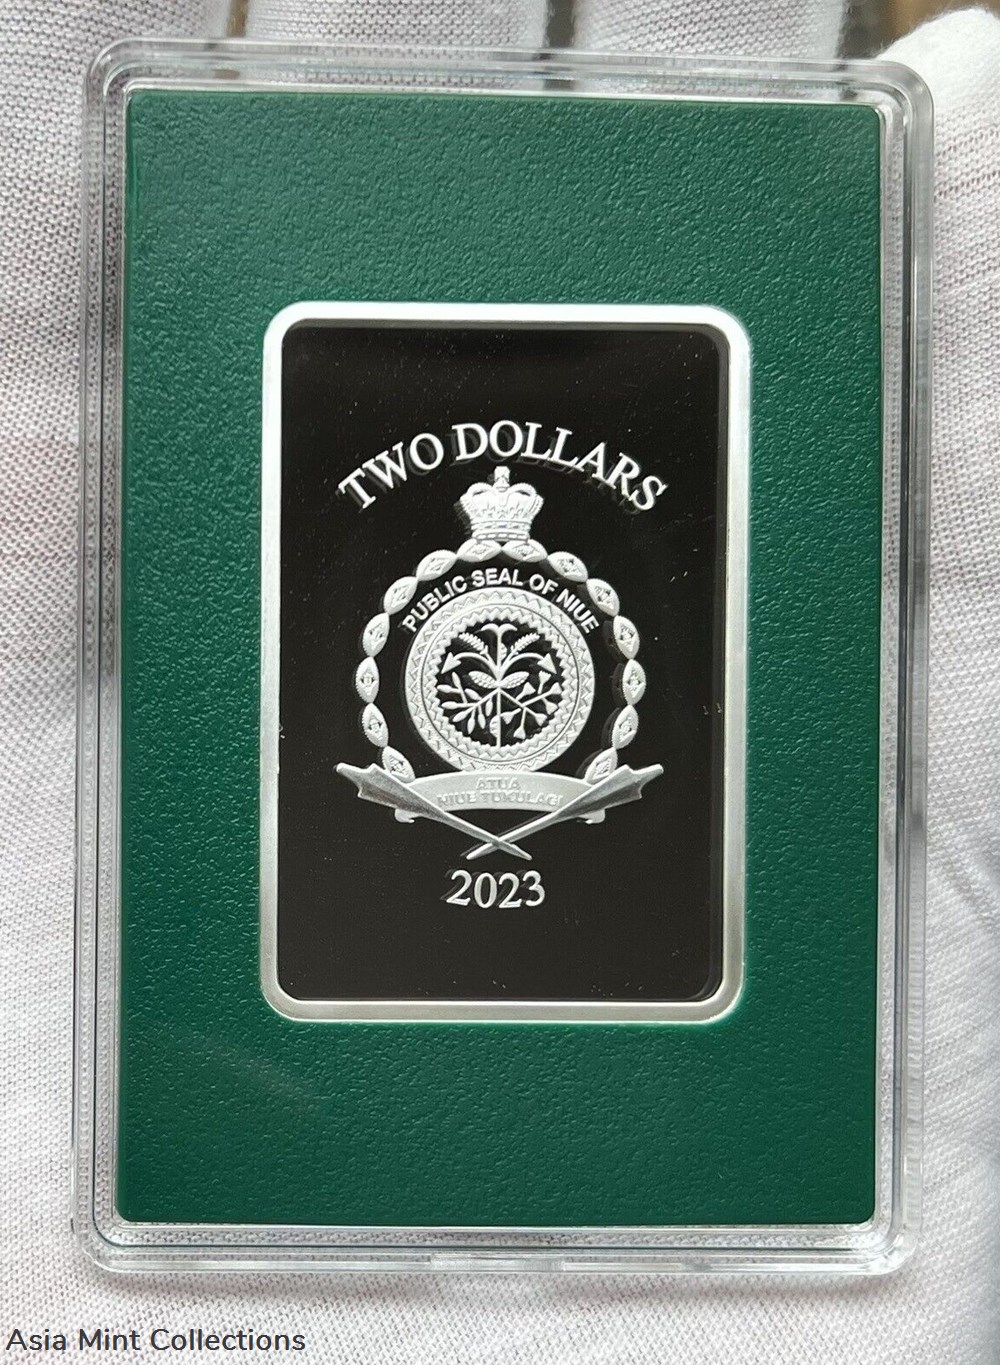 TWO DOLLARS
PUBLIC SEAL OF NIUE
ATUA
NIUE TUKULAGI
2023
Asia Mint Collections